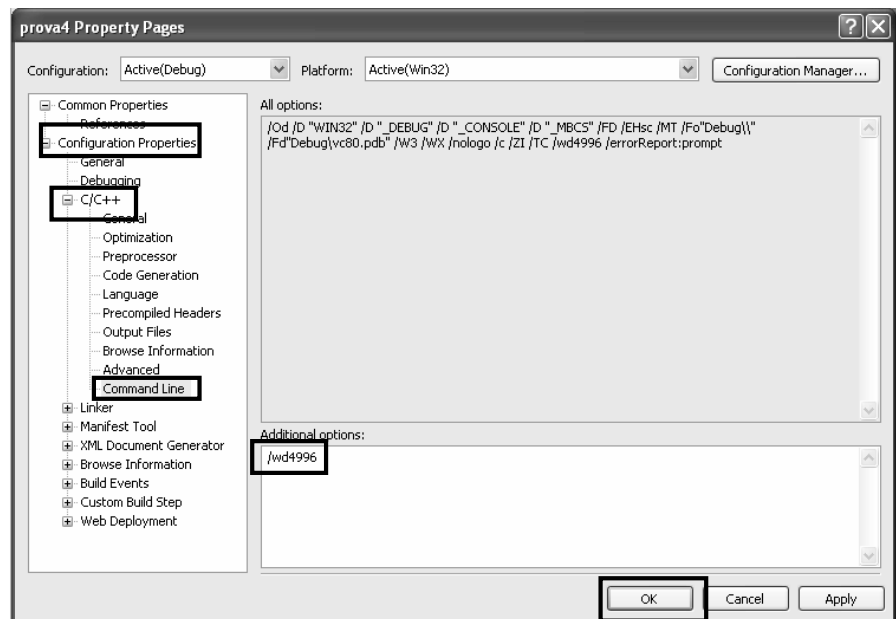 prova4 Property Pages
Configuration: Active(Debug) Platform: Active(Win32) Configuration Manager...
Common Properties
References
Configuration Properties
General
Debugging
C/C++
General
Optimization
Preprocessor
Code Generation
Language
Precompiled Headers
Output Files
Browse Information
Advanced
Command Line
Linker
Manifest Tool
XML Document Generator
Browse Information
Build Events
Custom Build Step
Web Deployment
All options:
/Od /D "WIN32" /D "_DEBUG" /D "_CONSOLE" /D "_MBCS" /FD /EHsc /MT /Fo"Debug\\"
/Fd"Debug\vc80.pdb" /W3 /WX /nologo /c /ZI /TC /wd4996 /errorReport:prompt
Additional options:
/wd4996
OK Cancel Apply